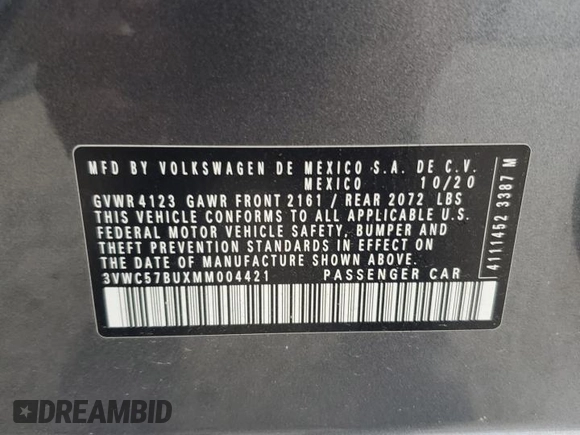 MFD BY VOLKSWAGEN DE MEXICO S.A. DE C.V.
MEXICO 10/20
GVWR 4123 GAWR FRONT 2161 / REAR 2072 LBS
THIS VEHICLE CONFORMS TO ALL APPLICABLE U.S.
FEDERAL MOTOR VEHICLE SAFETY, BUMPER AND
THEFT PREVENTION STANDARDS IN EFFECT ON
THE DATE OF MANUFACTURE SHOWN ABOVE.
3VWC57BUXMM004421 PASSENGER CAR
4111452 3387 M
DREAMBID